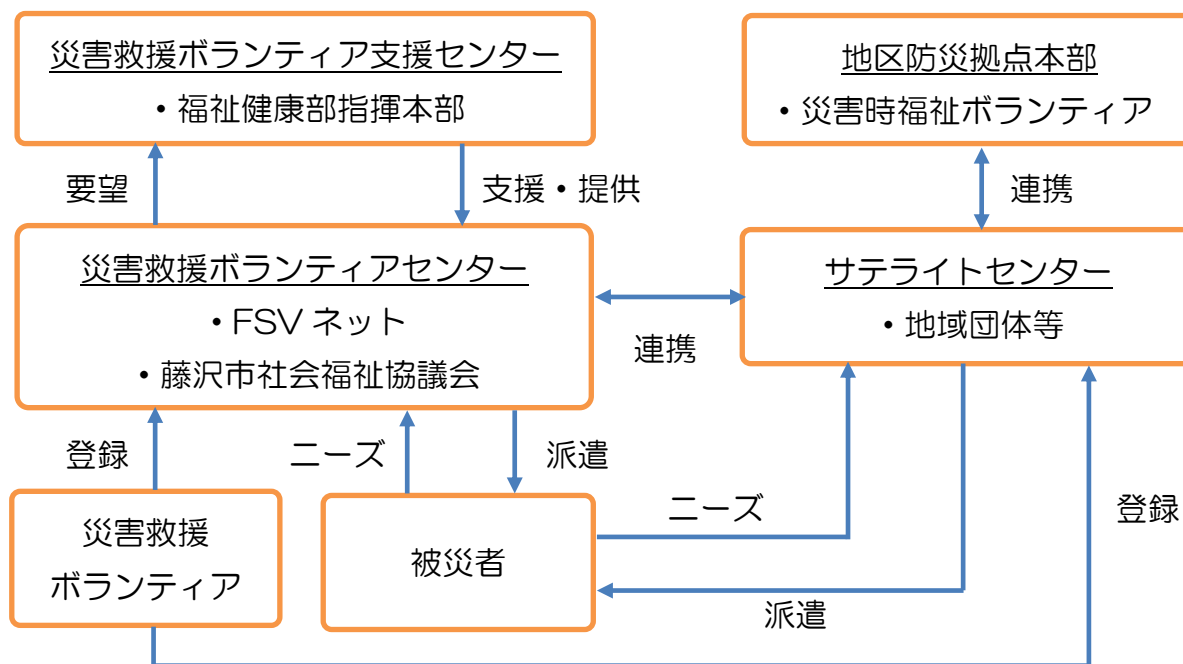 災害救援ボランティア支援センター
・福祉健康部指揮本部
地区防災拠点本部
・災害時福祉ボランティア
要望
支援・提供
連携
災害救援ボランティアセンター
・FSV ネット
・藤沢市社会福祉協議会
連携
サテライトセンター
・地域団体等
登録
ニーズ
派遣
ニーズ
登録
災害救援
ボランティア
被災者
派遣